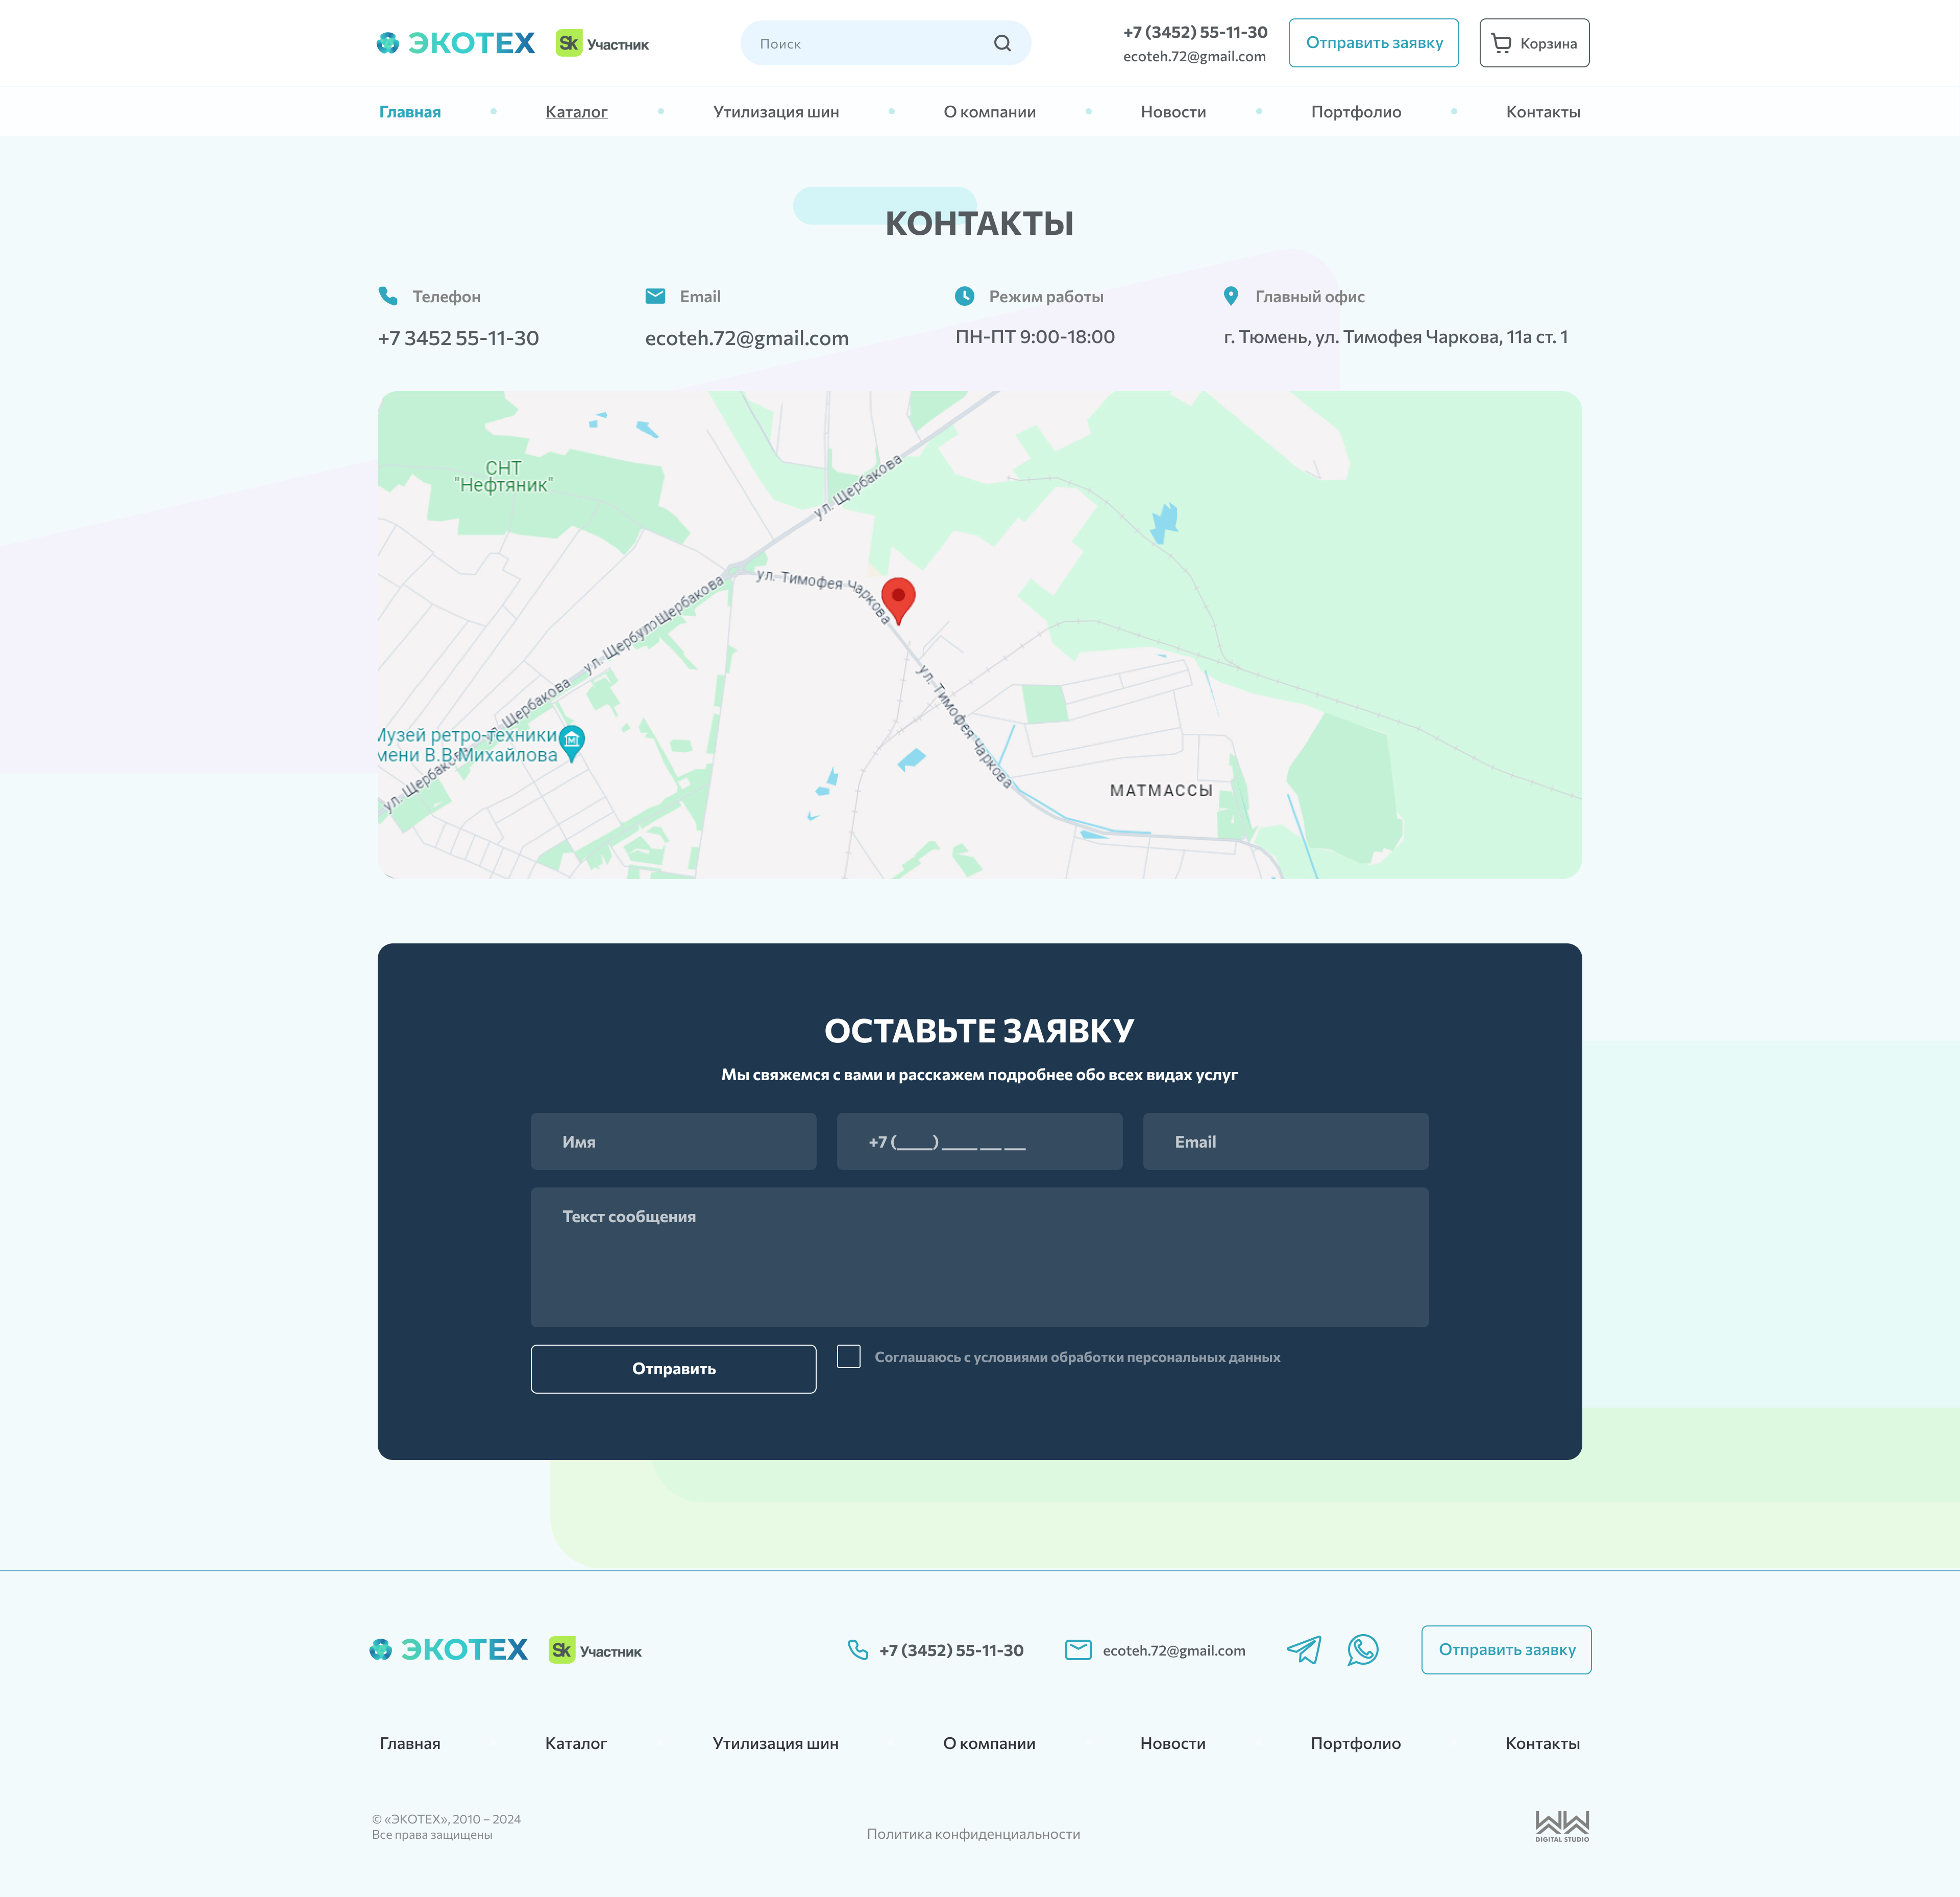 ЭКОТЕХ
Sk Участник
Поиск
+7 (3452) 55-11-30
ecoteh.72@gmail.com
Отправить заявку
Корзина
Главная
Каталог
Утилизация шин
О компании
Новости
Портфолио
Контакты
КОНТАКТЫ
Телефон
+7 3452 55-11-30
Email
ecoteh.72@gmail.com
Режим работы
ПН-ПТ 9:00-18:00
Главный офис
г. Тюмень, ул. Тимофея Чаркова, 11а ст. 1
СНТ
"Нефтяник"
ул. Щербакова
ул. Тимофея Чаркова
ул. Щербакова
ул. Щербакова
ул. Тимофея Чаркова
Музей ретро-техники
мени В.В.Михайлова
ул. Щербакова
МАТМАССЫ
ОСТАВЬТЕ ЗАЯВКУ
Мы свяжемся с вами и расскажем подробнее обо всех видах услуг
Имя
+7 (_____) _____ ___ ___
Email
Текст сообщения
Отправить
Соглашаюсь с условиями обработки персональных данных
ЭКОТЕХ
Sk Участник
+7 (3452) 55-11-30
ecoteh.72@gmail.com
Отправить заявку
Главная
Каталог
Утилизация шин
О компании
Новости
Портфолио
Контакты
© «ЭКОТЕХ», 2010 – 2024
Все права защищены
Политика конфиденциальности
DIGITAL STUDIO